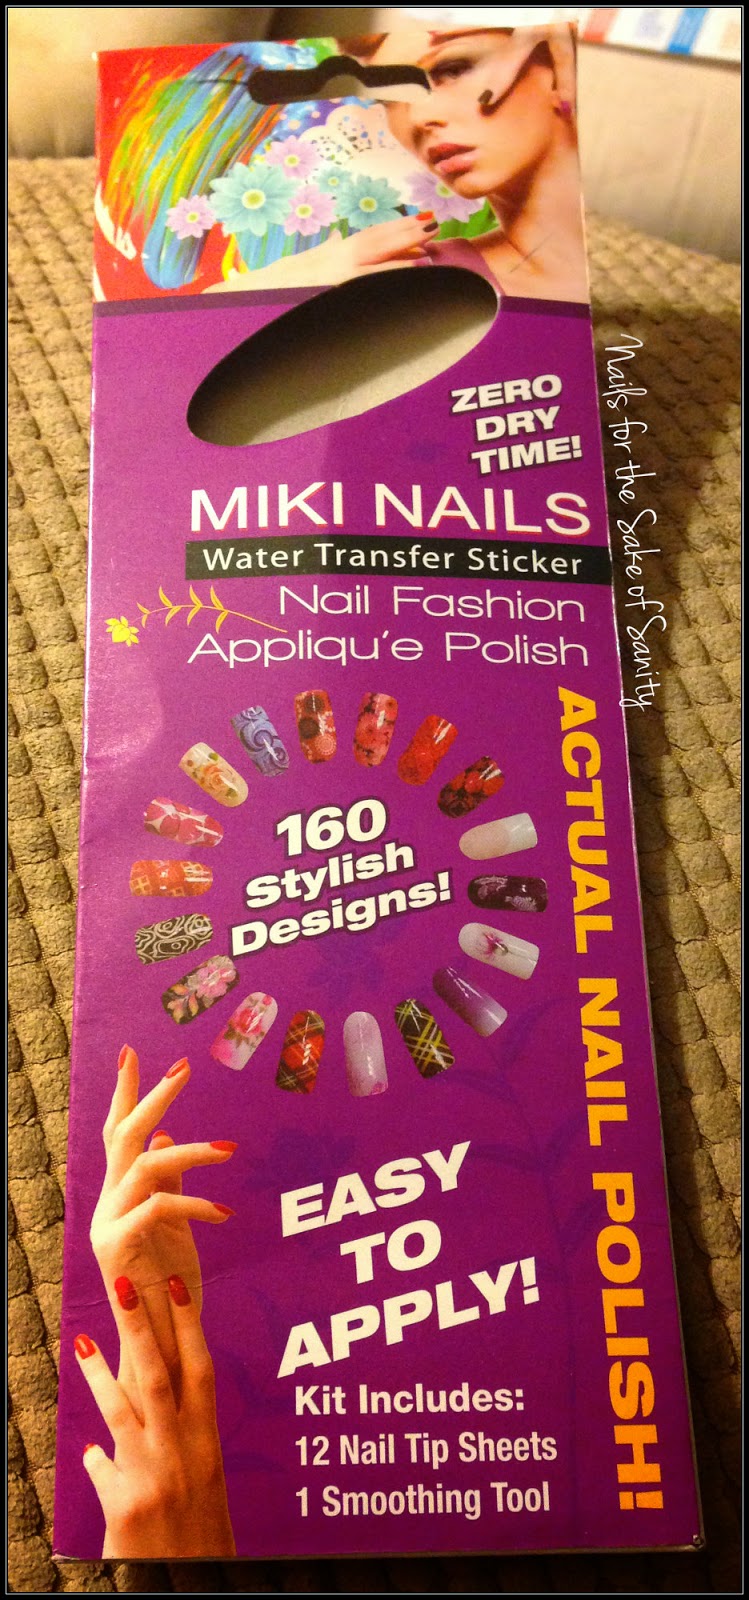 ZERO
DRY
TIME!
MIKI NAILS
Water Transfer Sticker
Nail Fashion
Appliqu'e Polish
160
Stylish
Designs!
ACTUAL NAIL POLISH!
EASY
TO
APPLY!
Kit Includes:
12 Nail Tip Sheets
1 Smoothing Tool
Nails for the Sake of Sanity